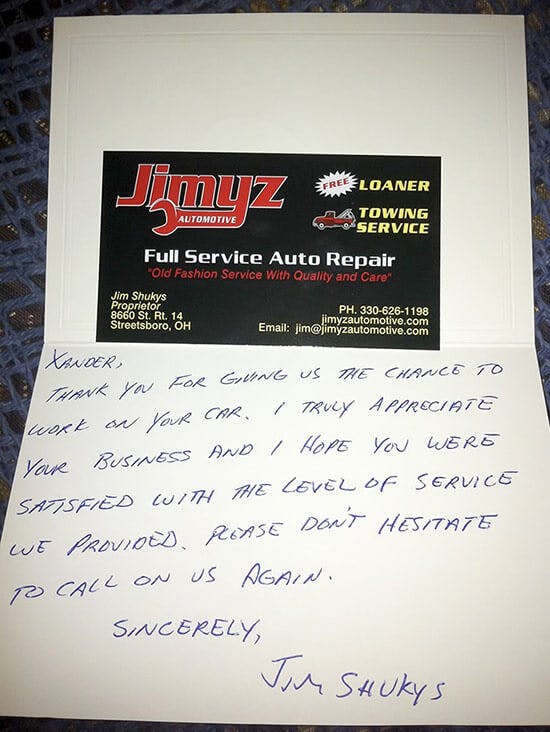 Jimyz
AUTOMOTIVE
FREE LOANER
TOWING
SERVICE
Full Service Auto Repair
"Old Fashion Service With Quality and Care"
Jim Shukys
Proprietor
8660 St. Rt. 14
Streetsboro, OH
PH. 330-626-1198
jimyzautomotive.com
Email: jim@jimyzautomotive.com
XANDER,
THANK YOU FOR GIVING US THE CHANCE TO
WORK ON YOUR CAR. I TRULY APPRECIATE
YOUR BUSINESS AND I HOPE YOU WERE
SATISFIED WITH THE LEVEL OF SERVICE
WE PROVIDED. PLEASE DON'T HESITATE
TO CALL ON US AGAIN.
SINCERELY,
JIM SHUKYS